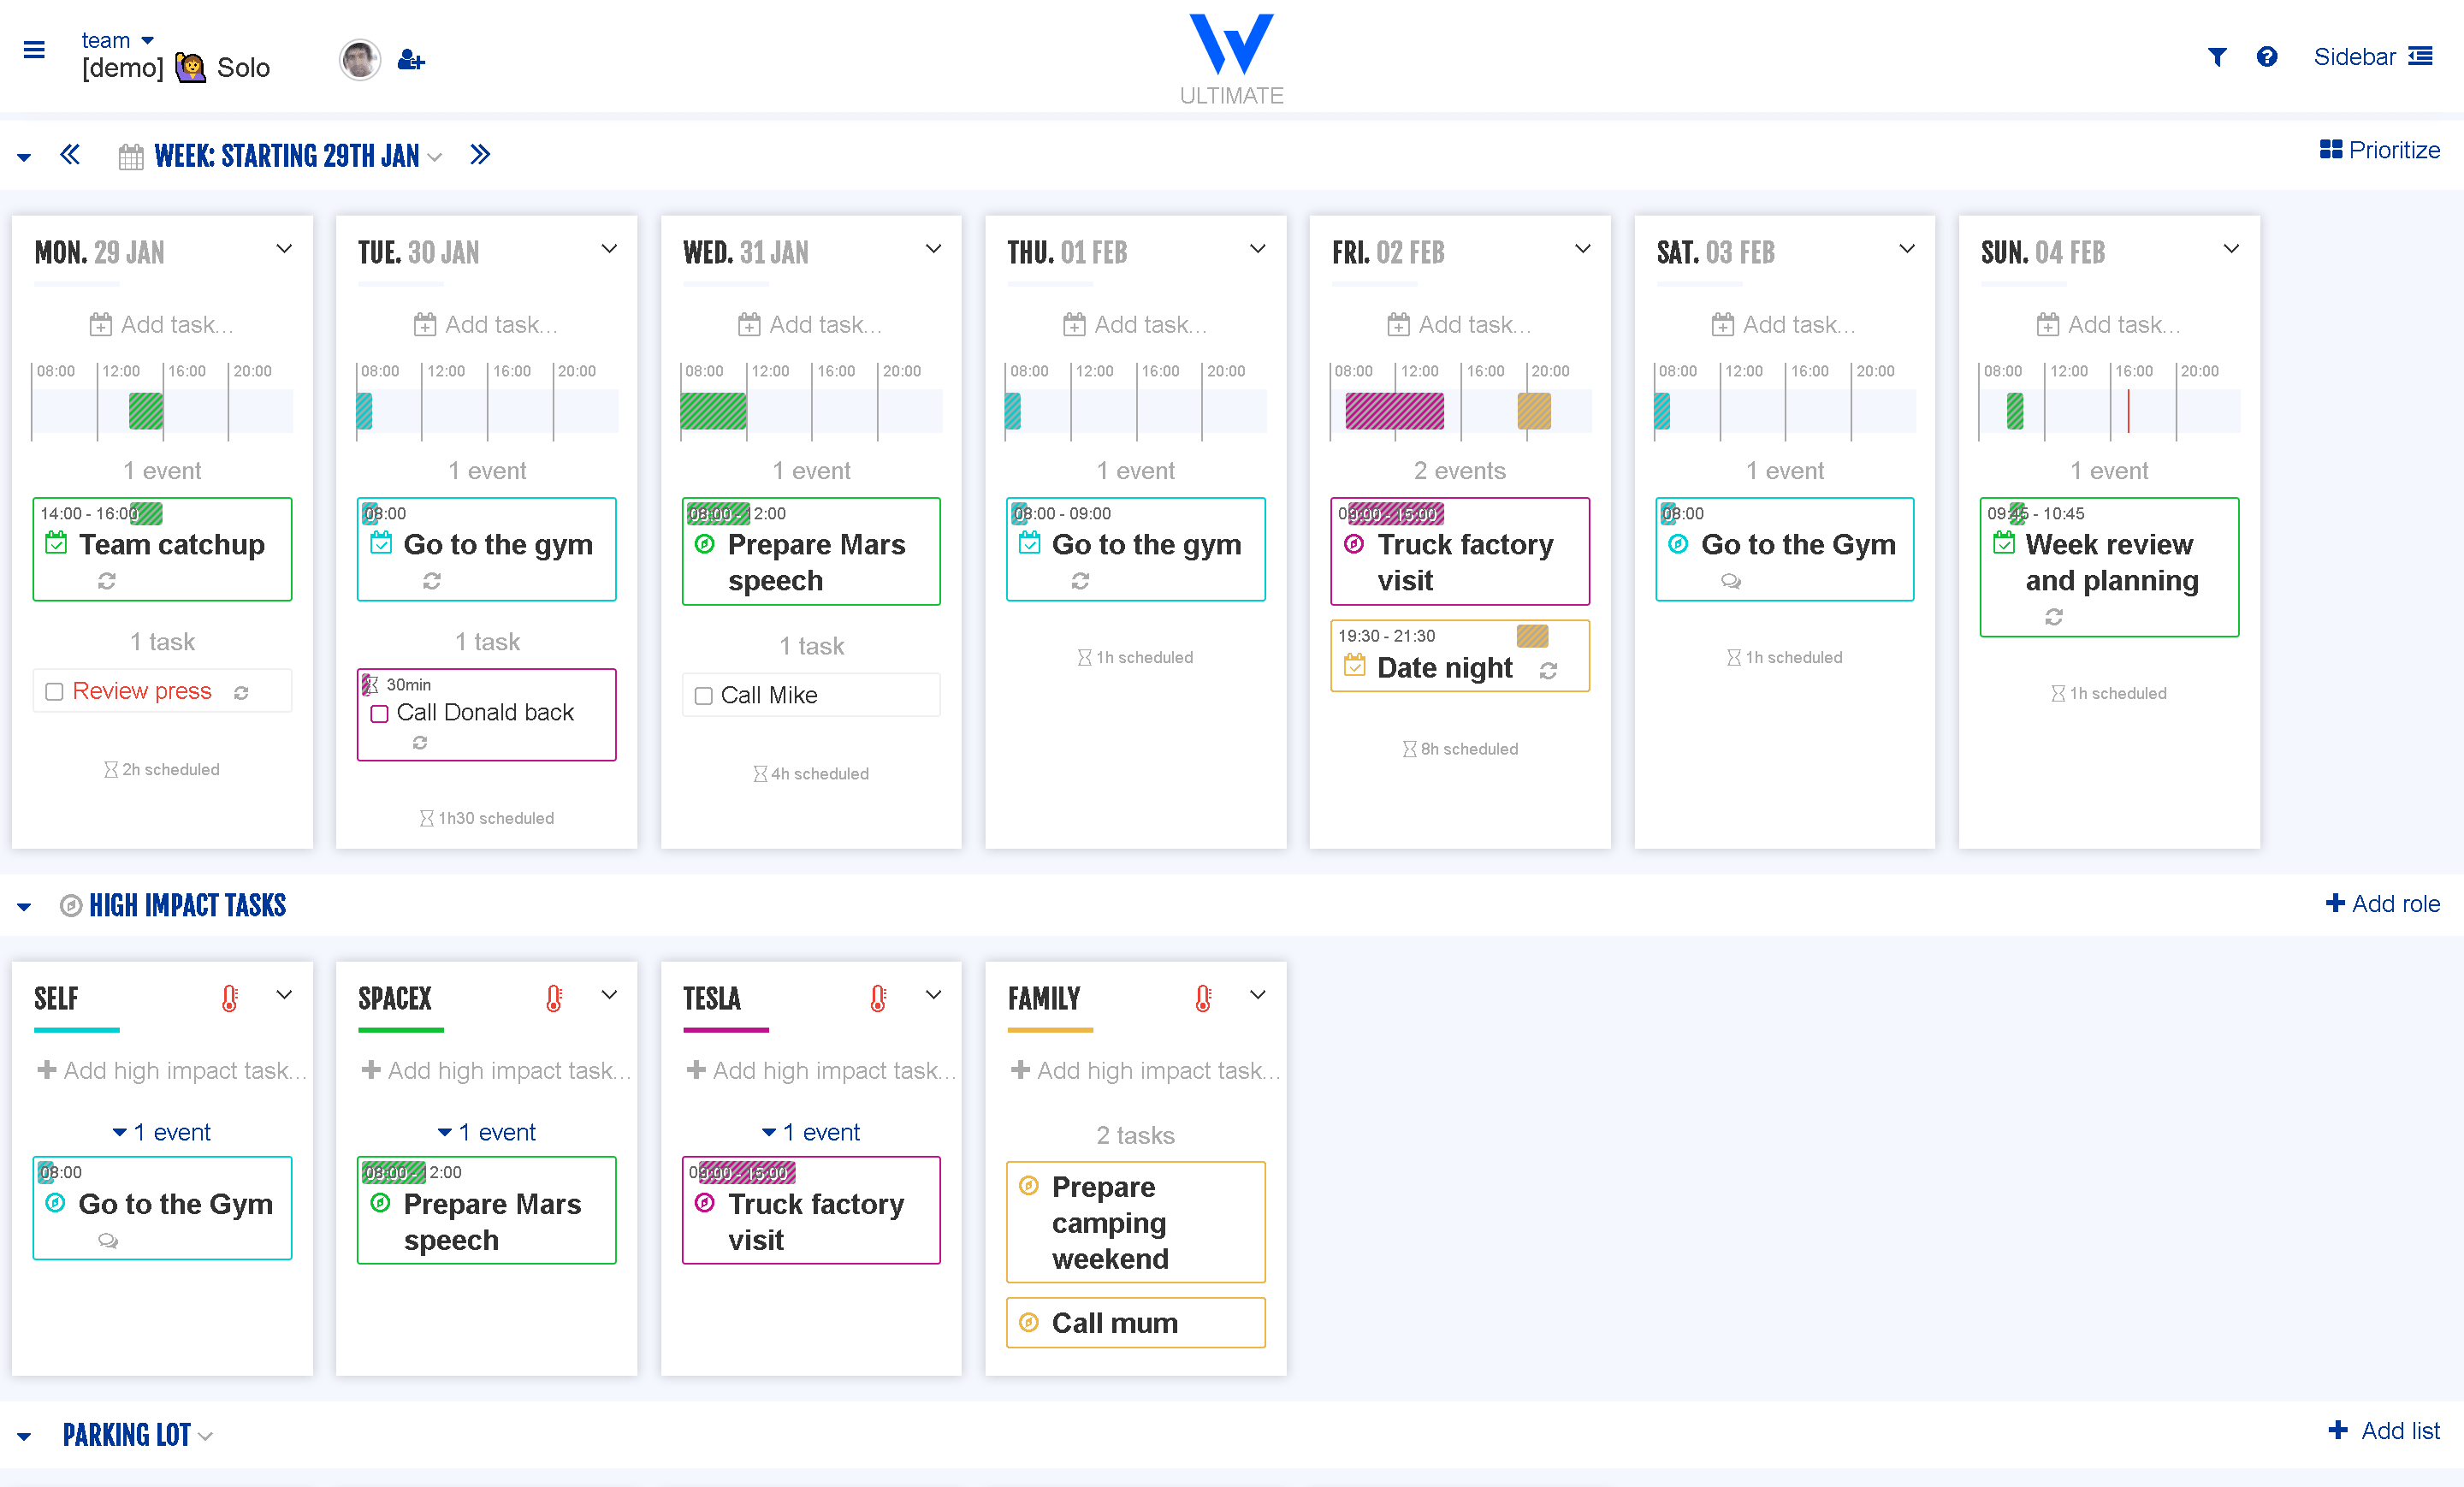 team
[demo] 🙋 Solo
ULTIMATE
Sidebar
WEEK: STARTING 29TH JAN
Prioritize
MON. 29 JAN
Add task...
08:00 12:00 16:00 20:00
1 event
14:00 - 16:00
Team catchup
1 task
Review press
2h scheduled
TUE. 30 JAN
Add task...
08:00 12:00 16:00 20:00
1 event
08:00
Go to the gym
1 task
30min
Call Donald back
1h30 scheduled
WED. 31 JAN
Add task...
08:00 12:00 16:00 20:00
1 event
08:00 - 12:00
Prepare Mars
speech
1 task
Call Mike
4h scheduled
THU. 01 FEB
Add task...
08:00 12:00 16:00 20:00
1 event
08:00 - 09:00
Go to the gym
1h scheduled
FRI. 02 FEB
Add task...
08:00 12:00 16:00 20:00
2 events
09:00 - 15:00
Truck factory
visit
19:30 - 21:30
Date night
8h scheduled
SAT. 03 FEB
Add task...
08:00 12:00 16:00 20:00
1 event
08:00
Go to the Gym
1h scheduled
SUN. 04 FEB
Add task...
08:00 12:00 16:00 20:00
1 event
09:45 - 10:45
Week review
and planning
1h scheduled
HIGH IMPACT TASKS
Add role
SELF
Add high impact task...
1 event
08:00
Go to the Gym
SPACEX
Add high impact task...
1 event
08:00 - 12:00
Prepare Mars
speech
TESLA
Add high impact task...
1 event
09:00 - 15:00
Truck factory
visit
FAMILY
Add high impact task...
2 tasks
Prepare
camping
weekend
Call mum
PARKING LOT
Add list